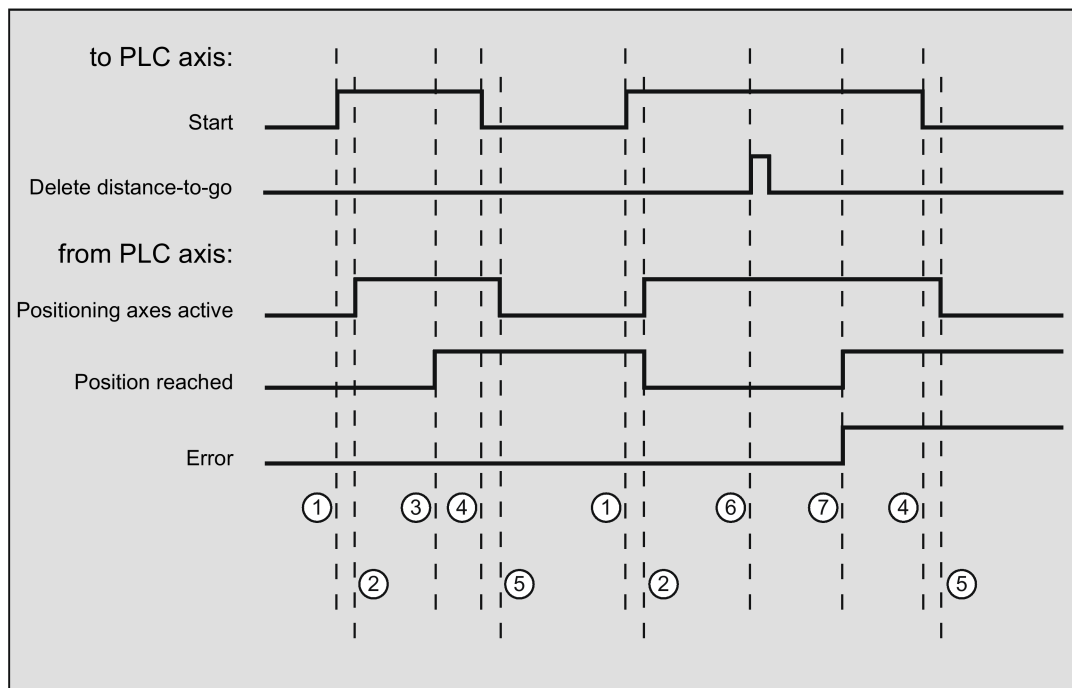 to PLC axis:
Start
Delete distance-to-go
from PLC axis:
Positioning axes active
Position reached
Error
1 3 4 1 6 7 4
2 5 2 5